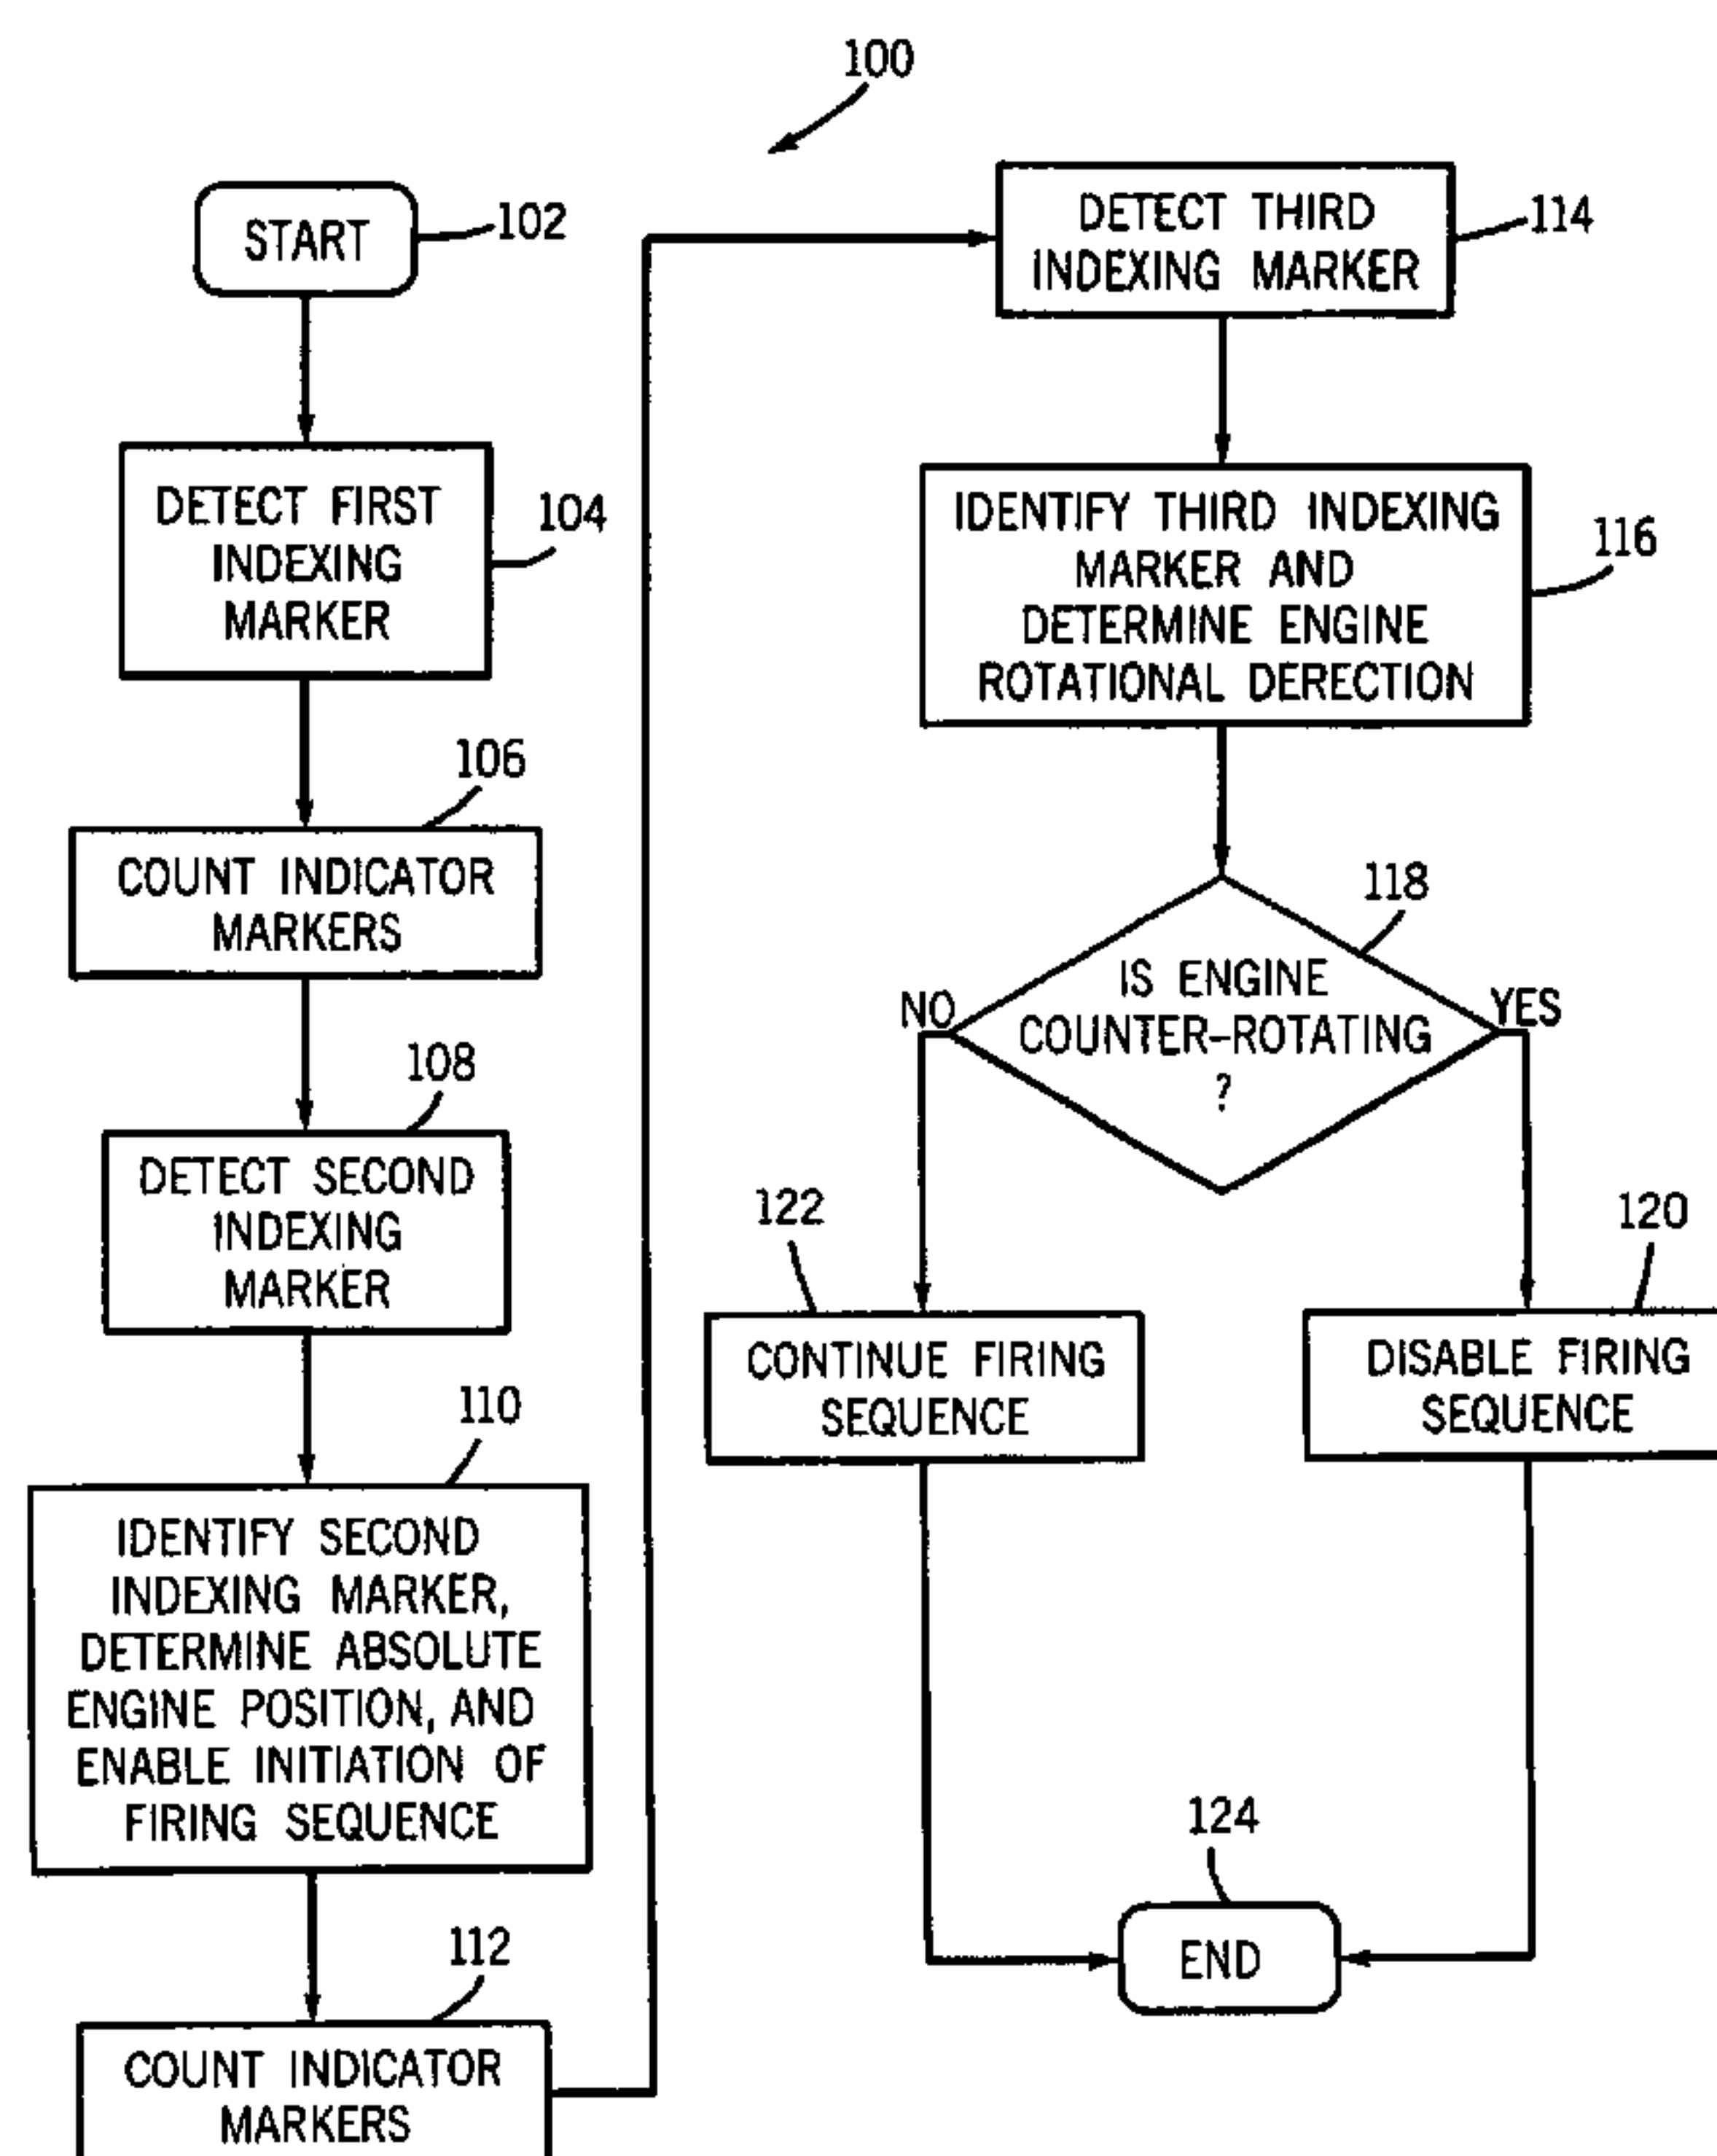 100
START
102
DETECT FIRST
INDEXING
MARKER
104
106
COUNT INDICATOR
MARKERS
108
DETECT SECOND
INDEXING
MARKER
110
IDENTIFY SECOND
INDEXING MARKER,
DETERMINE ABSOLUTE
ENGINE POSITION, AND
ENABLE INITIATION OF
FIRING SEQUENCE
112
COUNT INDICATOR
MARKERS
DETECT THIRD
INDEXING MARKER
114
IDENTIFY THIRD INDEXING
MARKER AND
DETERMINE ENGINE
ROTATIONAL DERECTION
116
118
IS ENGINE
COUNTER-ROTATING
?
NO
YES
122
CONTINUE FIRING
SEQUENCE
120
DISABLE FIRING
SEQUENCE
124
END